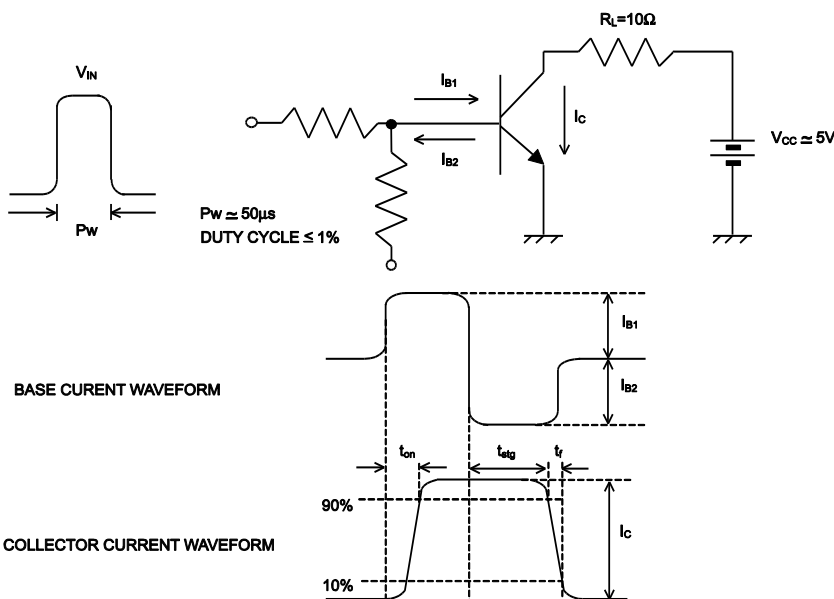 RL=10Ω
VIN
IB1
IC
IB2
VCC ≃ 5V
Pw
Pw ≃ 50μs
DUTY CYCLE ≤ 1%
IB1
BASE CURENT WAVEFORM
IB2
ton
tstg
tf
90%
COLLECTOR CURRENT WAVEFORM
IC
10%